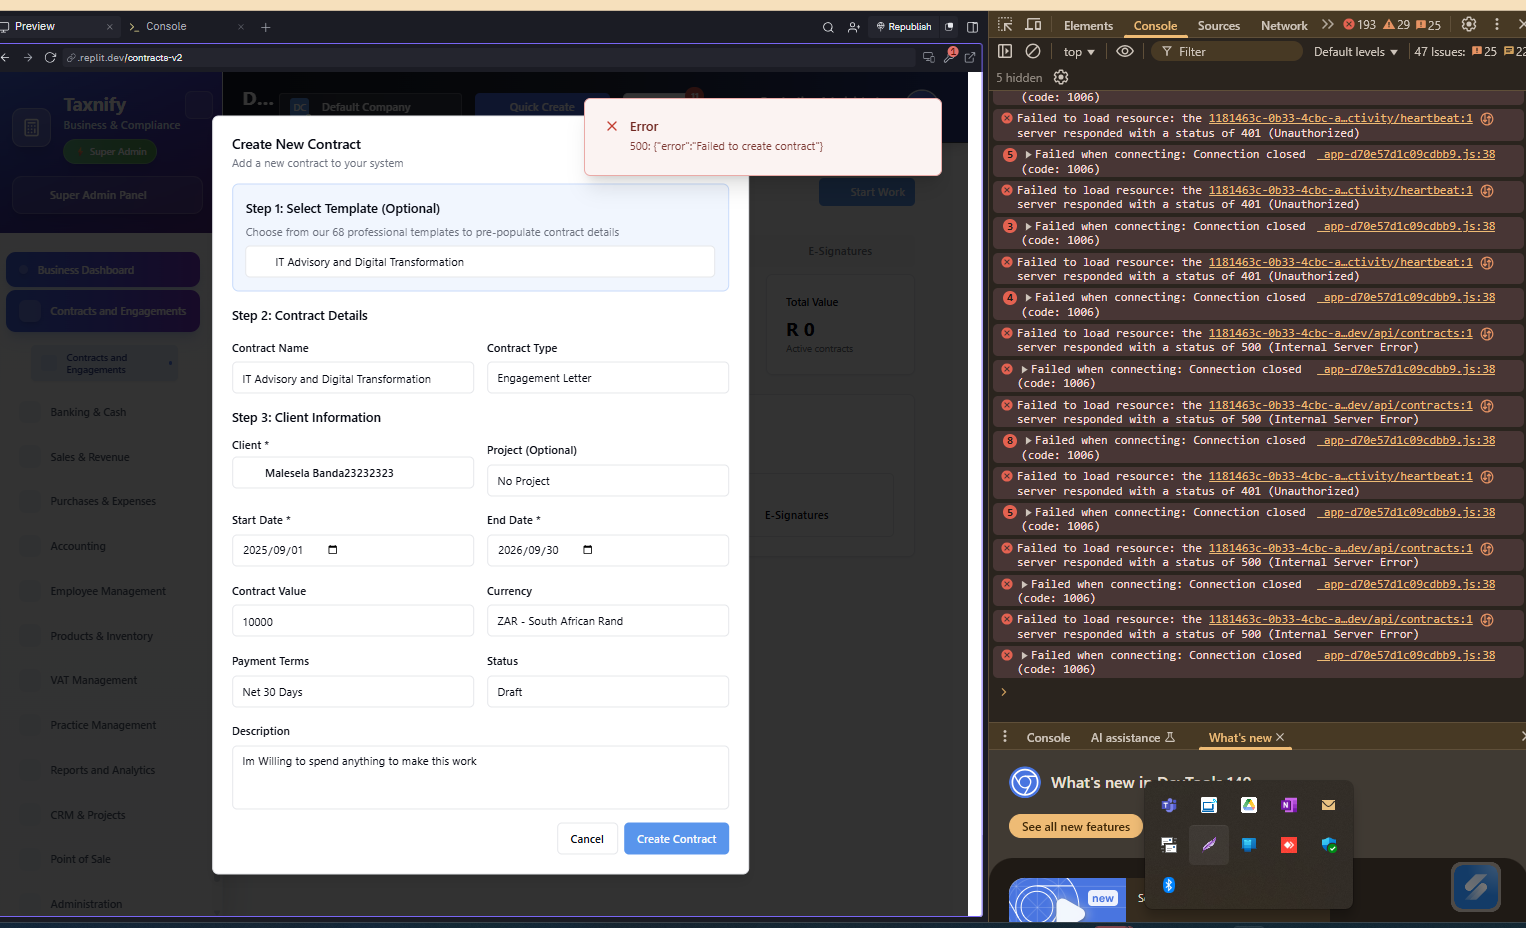 Preview
Console
Republish
.replit.dev/contracts-v2
1
Taxnify
Business & Compliance
Super Admin
Super Admin Panel
Business Dashboard
Contracts and Engagements
Contracts and
Engagements
Banking & Cash
Sales & Revenue
Purchases & Expenses
Accounting
Employee Management
Products & Inventory
VAT Management
Practice Management
Reports and Analytics
CRM & Projects
Point of Sale
Administration
D...
DC
Default Company
Quick Create
Start Work
E-Signatures
Total Value
R 0
Active contracts
E-Signatures
Error
500: {"error":"Failed to create contract"}
Create New Contract
Add a new contract to your system
Step 1: Select Template (Optional)
Choose from our 68 professional templates to pre-populate contract details
IT Advisory and Digital Transformation
Step 2: Contract Details
Contract Name
Contract Type
IT Advisory and Digital Transformation
Engagement Letter
Step 3: Client Information
Client *
Project (Optional)
Malesela Banda23232323
No Project
Start Date *
End Date *
2025/09/01
2026/09/30
Contract Value
Currency
10000
ZAR - South African Rand
Payment Terms
Status
Net 30 Days
Draft
Description
Im Willing to spend anything to make this work
Cancel
Create Contract
Elements
Console
Sources
Network
193
29
25
top
Filter
Default levels
47 Issues:
25
22
5 hidden
(code: 1006)
Failed to load resource: the 1181463c-0b33-4cbc-a…ctivity/heartbeat:1
server responded with a status of 401 (Unauthorized)
5 Failed when connecting: Connection closed _app-d70e57d1c09cdbb9.js:38
(code: 1006)
Failed to load resource: the 1181463c-0b33-4cbc-a…ctivity/heartbeat:1
server responded with a status of 401 (Unauthorized)
3 Failed when connecting: Connection closed _app-d70e57d1c09cdbb9.js:38
(code: 1006)
Failed to load resource: the 1181463c-0b33-4cbc-a…ctivity/heartbeat:1
server responded with a status of 401 (Unauthorized)
4 Failed when connecting: Connection closed _app-d70e57d1c09cdbb9.js:38
(code: 1006)
Failed to load resource: the 1181463c-0b33-4cbc-a…dev/api/contracts:1
server responded with a status of 500 (Internal Server Error)
Failed when connecting: Connection closed _app-d70e57d1c09cdbb9.js:38
(code: 1006)
Failed to load resource: the 1181463c-0b33-4cbc-a…dev/api/contracts:1
server responded with a status of 500 (Internal Server Error)
8 Failed when connecting: Connection closed _app-d70e57d1c09cdbb9.js:38
(code: 1006)
Failed to load resource: the 1181463c-0b33-4cbc-a…ctivity/heartbeat:1
server responded with a status of 401 (Unauthorized)
5 Failed when connecting: Connection closed _app-d70e57d1c09cdbb9.js:38
(code: 1006)
Failed to load resource: the 1181463c-0b33-4cbc-a…dev/api/contracts:1
server responded with a status of 500 (Internal Server Error)
Failed when connecting: Connection closed _app-d70e57d1c09cdbb9.js:38
(code: 1006)
Failed to load resource: the 1181463c-0b33-4cbc-a…dev/api/contracts:1
server responded with a status of 500 (Internal Server Error)
Failed when connecting: Connection closed _app-d70e57d1c09cdbb9.js:38
(code: 1006)
Console
AI assistance
What's new
What's new in DevTools 140
See all new features
new